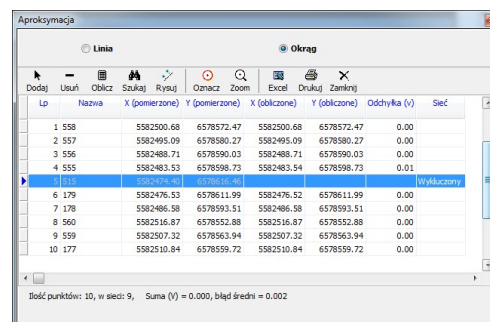 Aproksymacja
Linia Okrąg
Dodaj Usuń Oblicz Szukaj Rysuj Oznacz Zoom Excel Drukuj Zamknij
Lp Nazwa X (pomierzone) Y (pomierzone) X (obliczone) Y (obliczone) Odchyłka (v) Sieć
1 558 5582500.68 6578572.47 5582500.68 6578572.47 0.00
2 557 5582495.09 6578580.27 5582495.09 6578580.27 0.00
3 556 5582488.71 6578590.03 5582488.71 6578590.03 0.00
4 555 5582483.53 6578598.73 5582483.54 6578598.73 0.01
5 515 5582474.40 6578616.46 Wykluczony
6 179 5582476.53 6578611.99 5582476.52 6578611.99 0.00
7 178 5582486.58 6578593.51 5582486.58 6578593.51 0.00
8 560 5582516.87 6578552.88 5582516.87 6578552.88 0.00
9 559 5582507.32 6578563.94 5582507.32 6578563.94 0.00
10 177 5582510.84 6578559.72 5582510.84 6578559.72 0.00
Ilość punktów: 10, w sieci: 9, Suma (V) = 0.000, błąd średni = 0.002